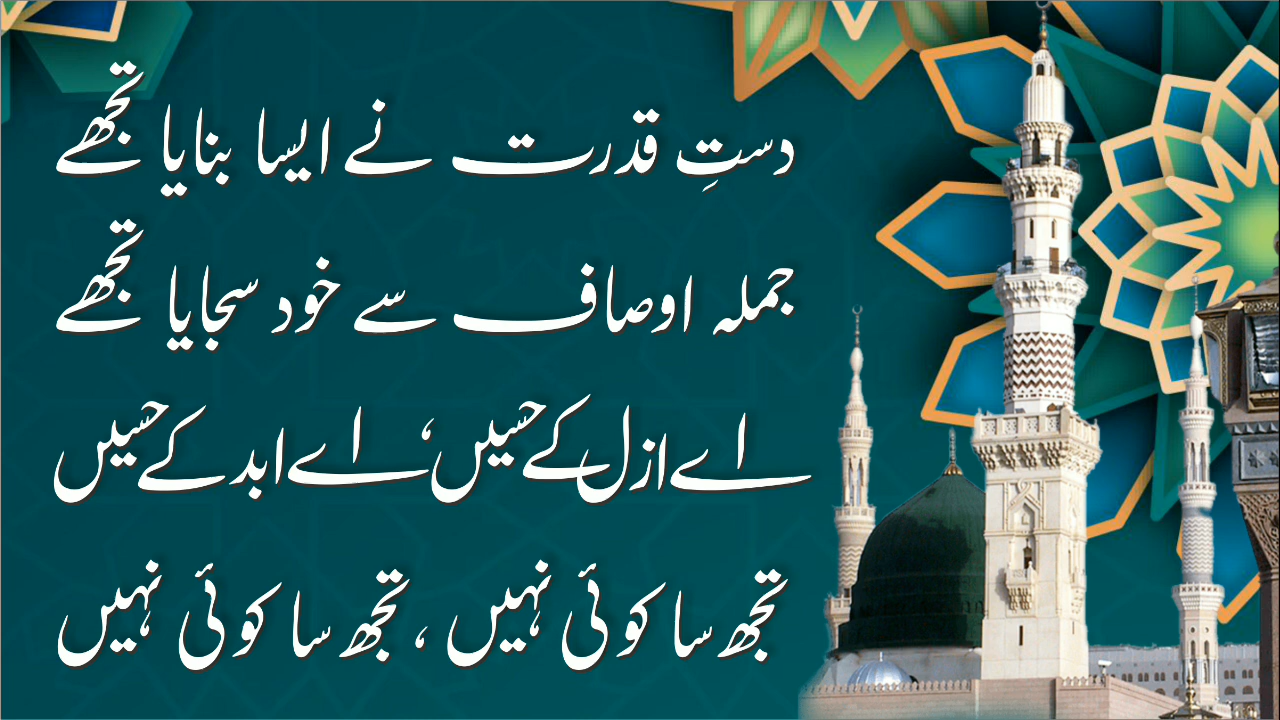 دستِ قدرت نے ایسا بنایا تجھے
جملہ اوصاف سے خود سجایا تجھے
اے ازل کے حسیں، اے ابد کے حسیں
تجھ سا کوئی نہیں ، تجھ سا کوئی نہیں